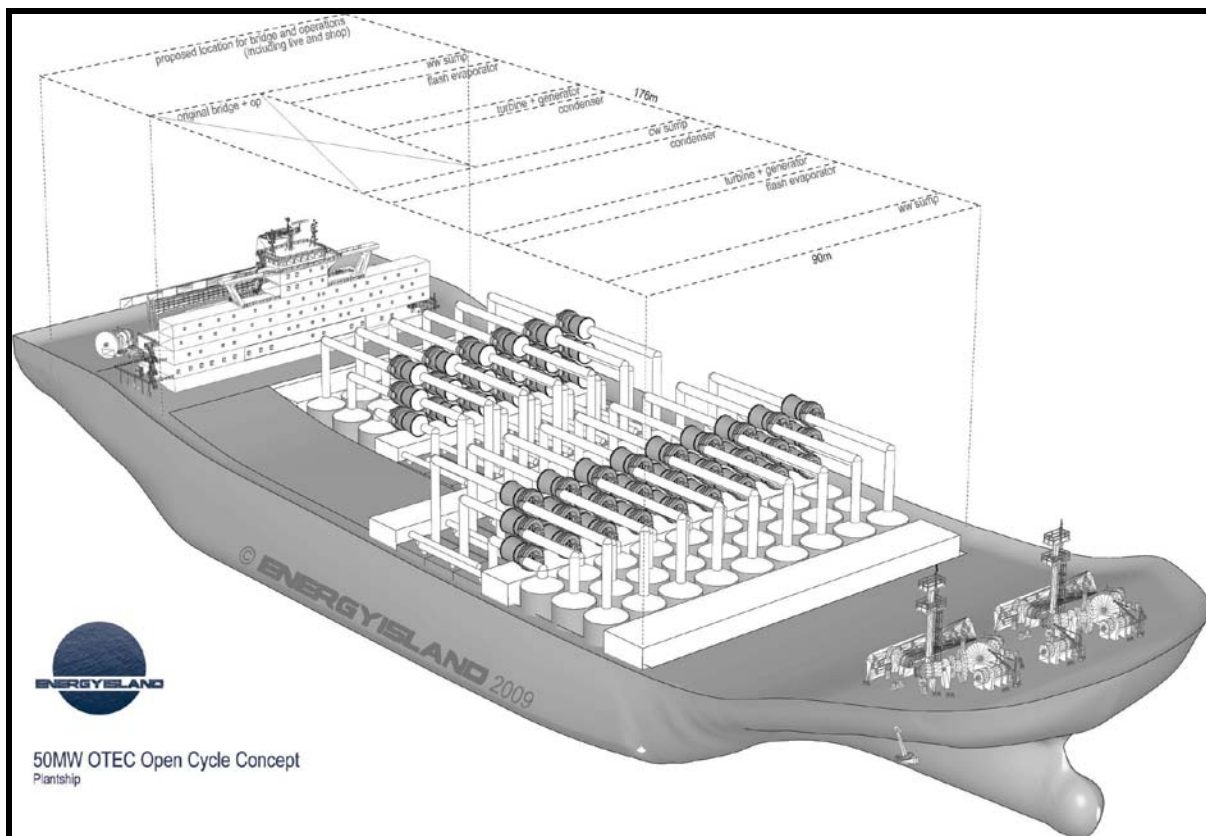 proposed location for bridge and operations
(including live and shop)
ww sump
flash evaporator
original bridge + op
176m
turbine + generator
condenser
cw sump
condenser
turbine + generator
flash evaporator
ww sump
90m
© ENERGYISLAND 2009
ENERGYISLAND
50MW OTEC Open Cycle Concept
Plantship